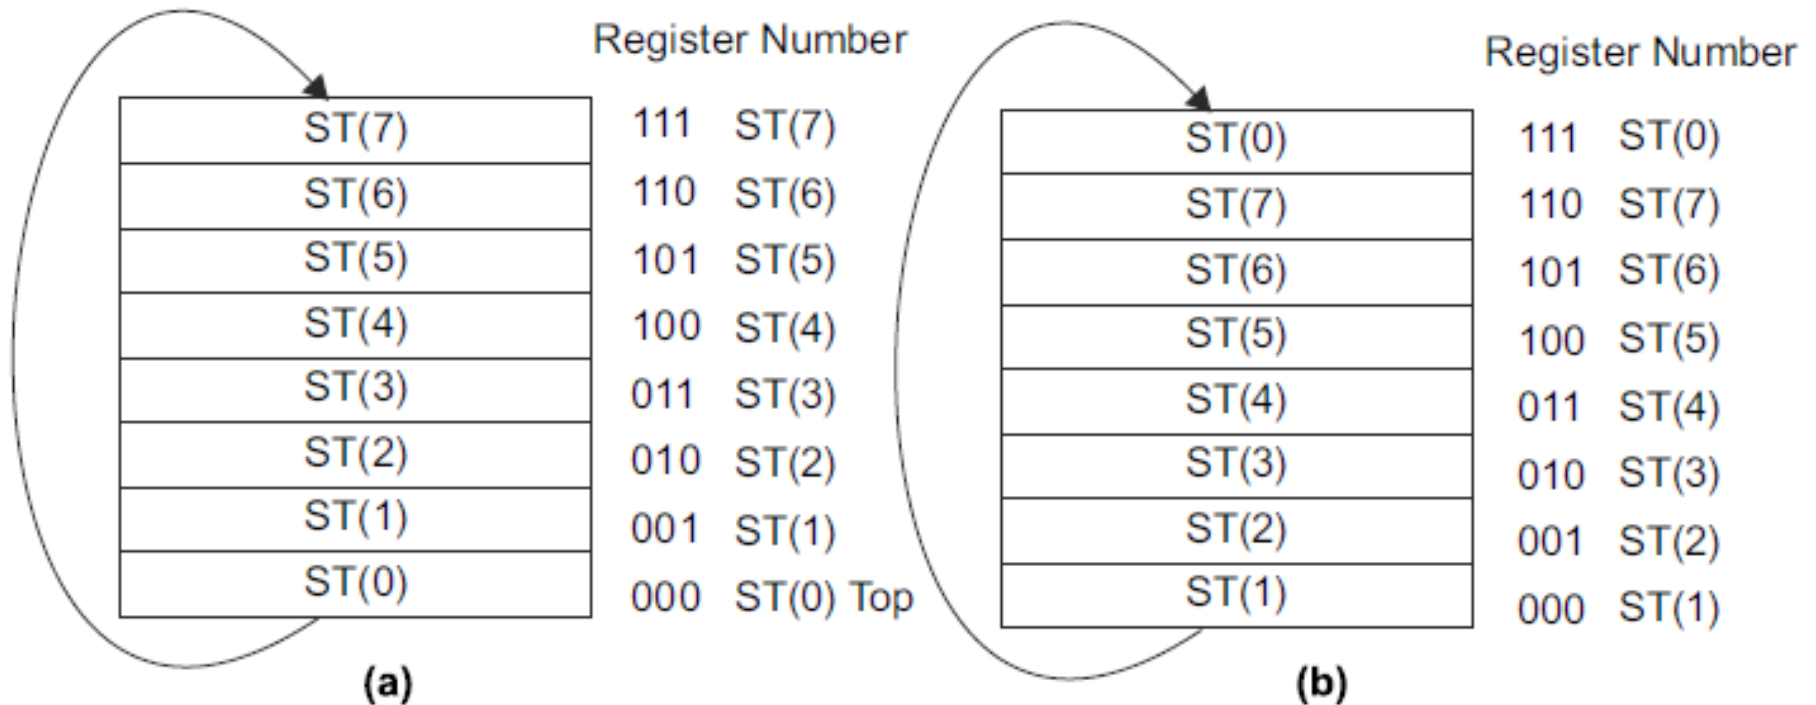 Register Number
ST(7) 111 ST(7)
ST(6) 110 ST(6)
ST(5) 101 ST(5)
ST(4) 100 ST(4)
ST(3) 011 ST(3)
ST(2) 010 ST(2)
ST(1) 001 ST(1)
ST(0) 000 ST(0) Top
(a)
Register Number
ST(0) 111 ST(0)
ST(7) 110 ST(7)
ST(6) 101 ST(6)
ST(5) 100 ST(5)
ST(4) 011 ST(4)
ST(3) 010 ST(3)
ST(2) 001 ST(2)
ST(1) 000 ST(1)
(b)